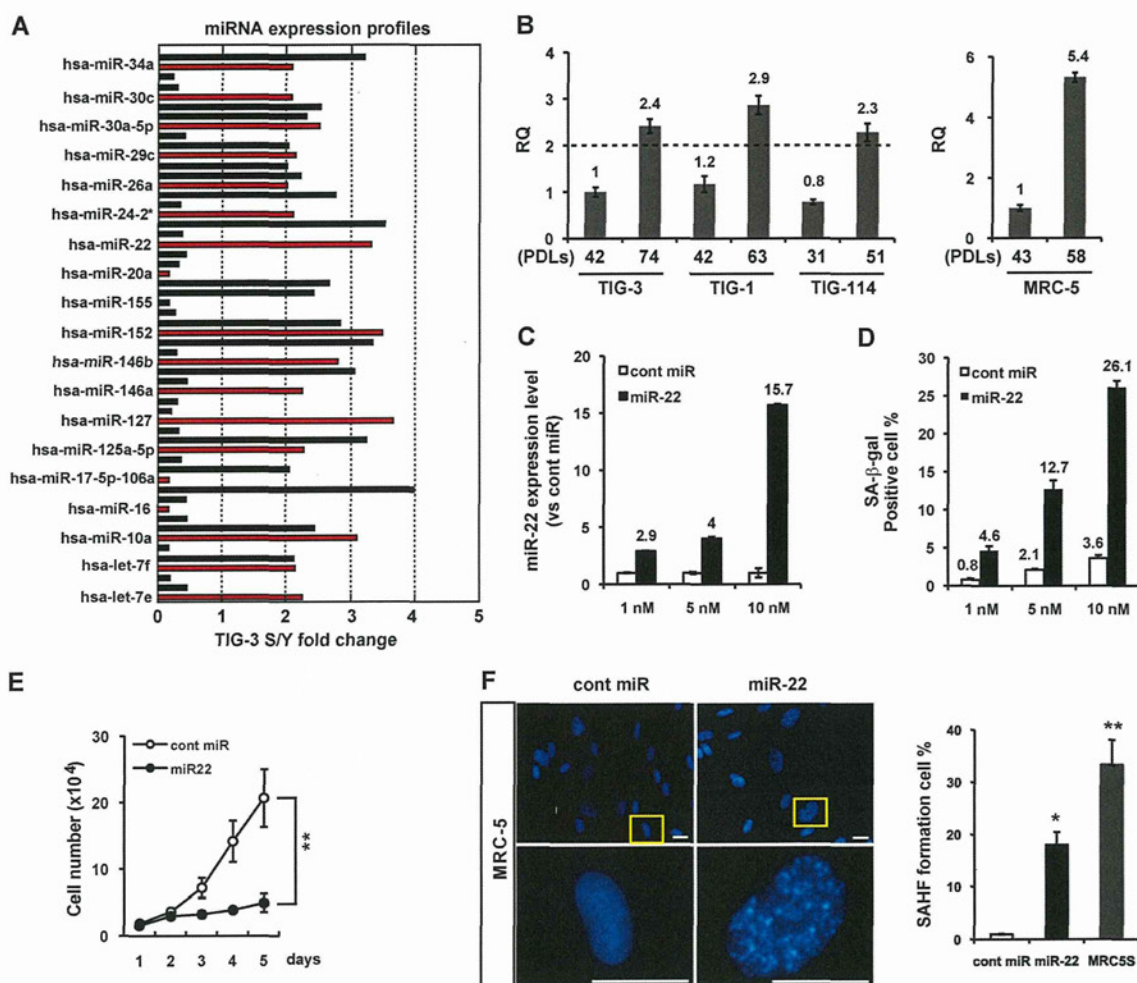 A
miRNA expression profiles
hsa-miR-34a
hsa-miR-30c
hsa-miR-30a-5p
hsa-miR-29c
hsa-miR-26a
hsa-miR-24-2*
hsa-miR-22
hsa-miR-20a
hsa-miR-155
hsa-miR-152
hsa-miR-146b
hsa-miR-146a
hsa-miR-127
hsa-miR-125a-5p
hsa-miR-17-5p-106a
hsa-miR-16
hsa-miR-10a
hsa-let-7f
hsa-let-7e
0 1 2 3 4 5
TIG-3 S/Y fold change
B
RQ
4
3
2
1
0
1
2.4
1.2
2.9
0.8
2.3
(PDLs) 42 74 42 63 31 51
TIG-3 TIG-1 TIG-114
RQ
6
4
2
0
1
5.4
(PDLs) 43 58
MRC-5
C
miR-22 expression level
(vs cont miR)
20
16
12
8
4
0
cont miR
miR-22
2.9
4
15.7
1 nM 5 nM 10 nM
D
SA-β-gal
Positive cell %
30
25
20
15
10
5
0
cont miR
miR-22
0.8
4.6
2.1
12.7
3.6
26.1
1 nM 5 nM 10 nM
E
Cell number (x10⁴)
30
20
10
0
cont miR
miR22
**
1 2 3 4 5 days
F
cont miR miR-22
MRC-5
SAHF formation cell %
40
30
20
10
0
*
**
cont miR miR-22 MRC5S